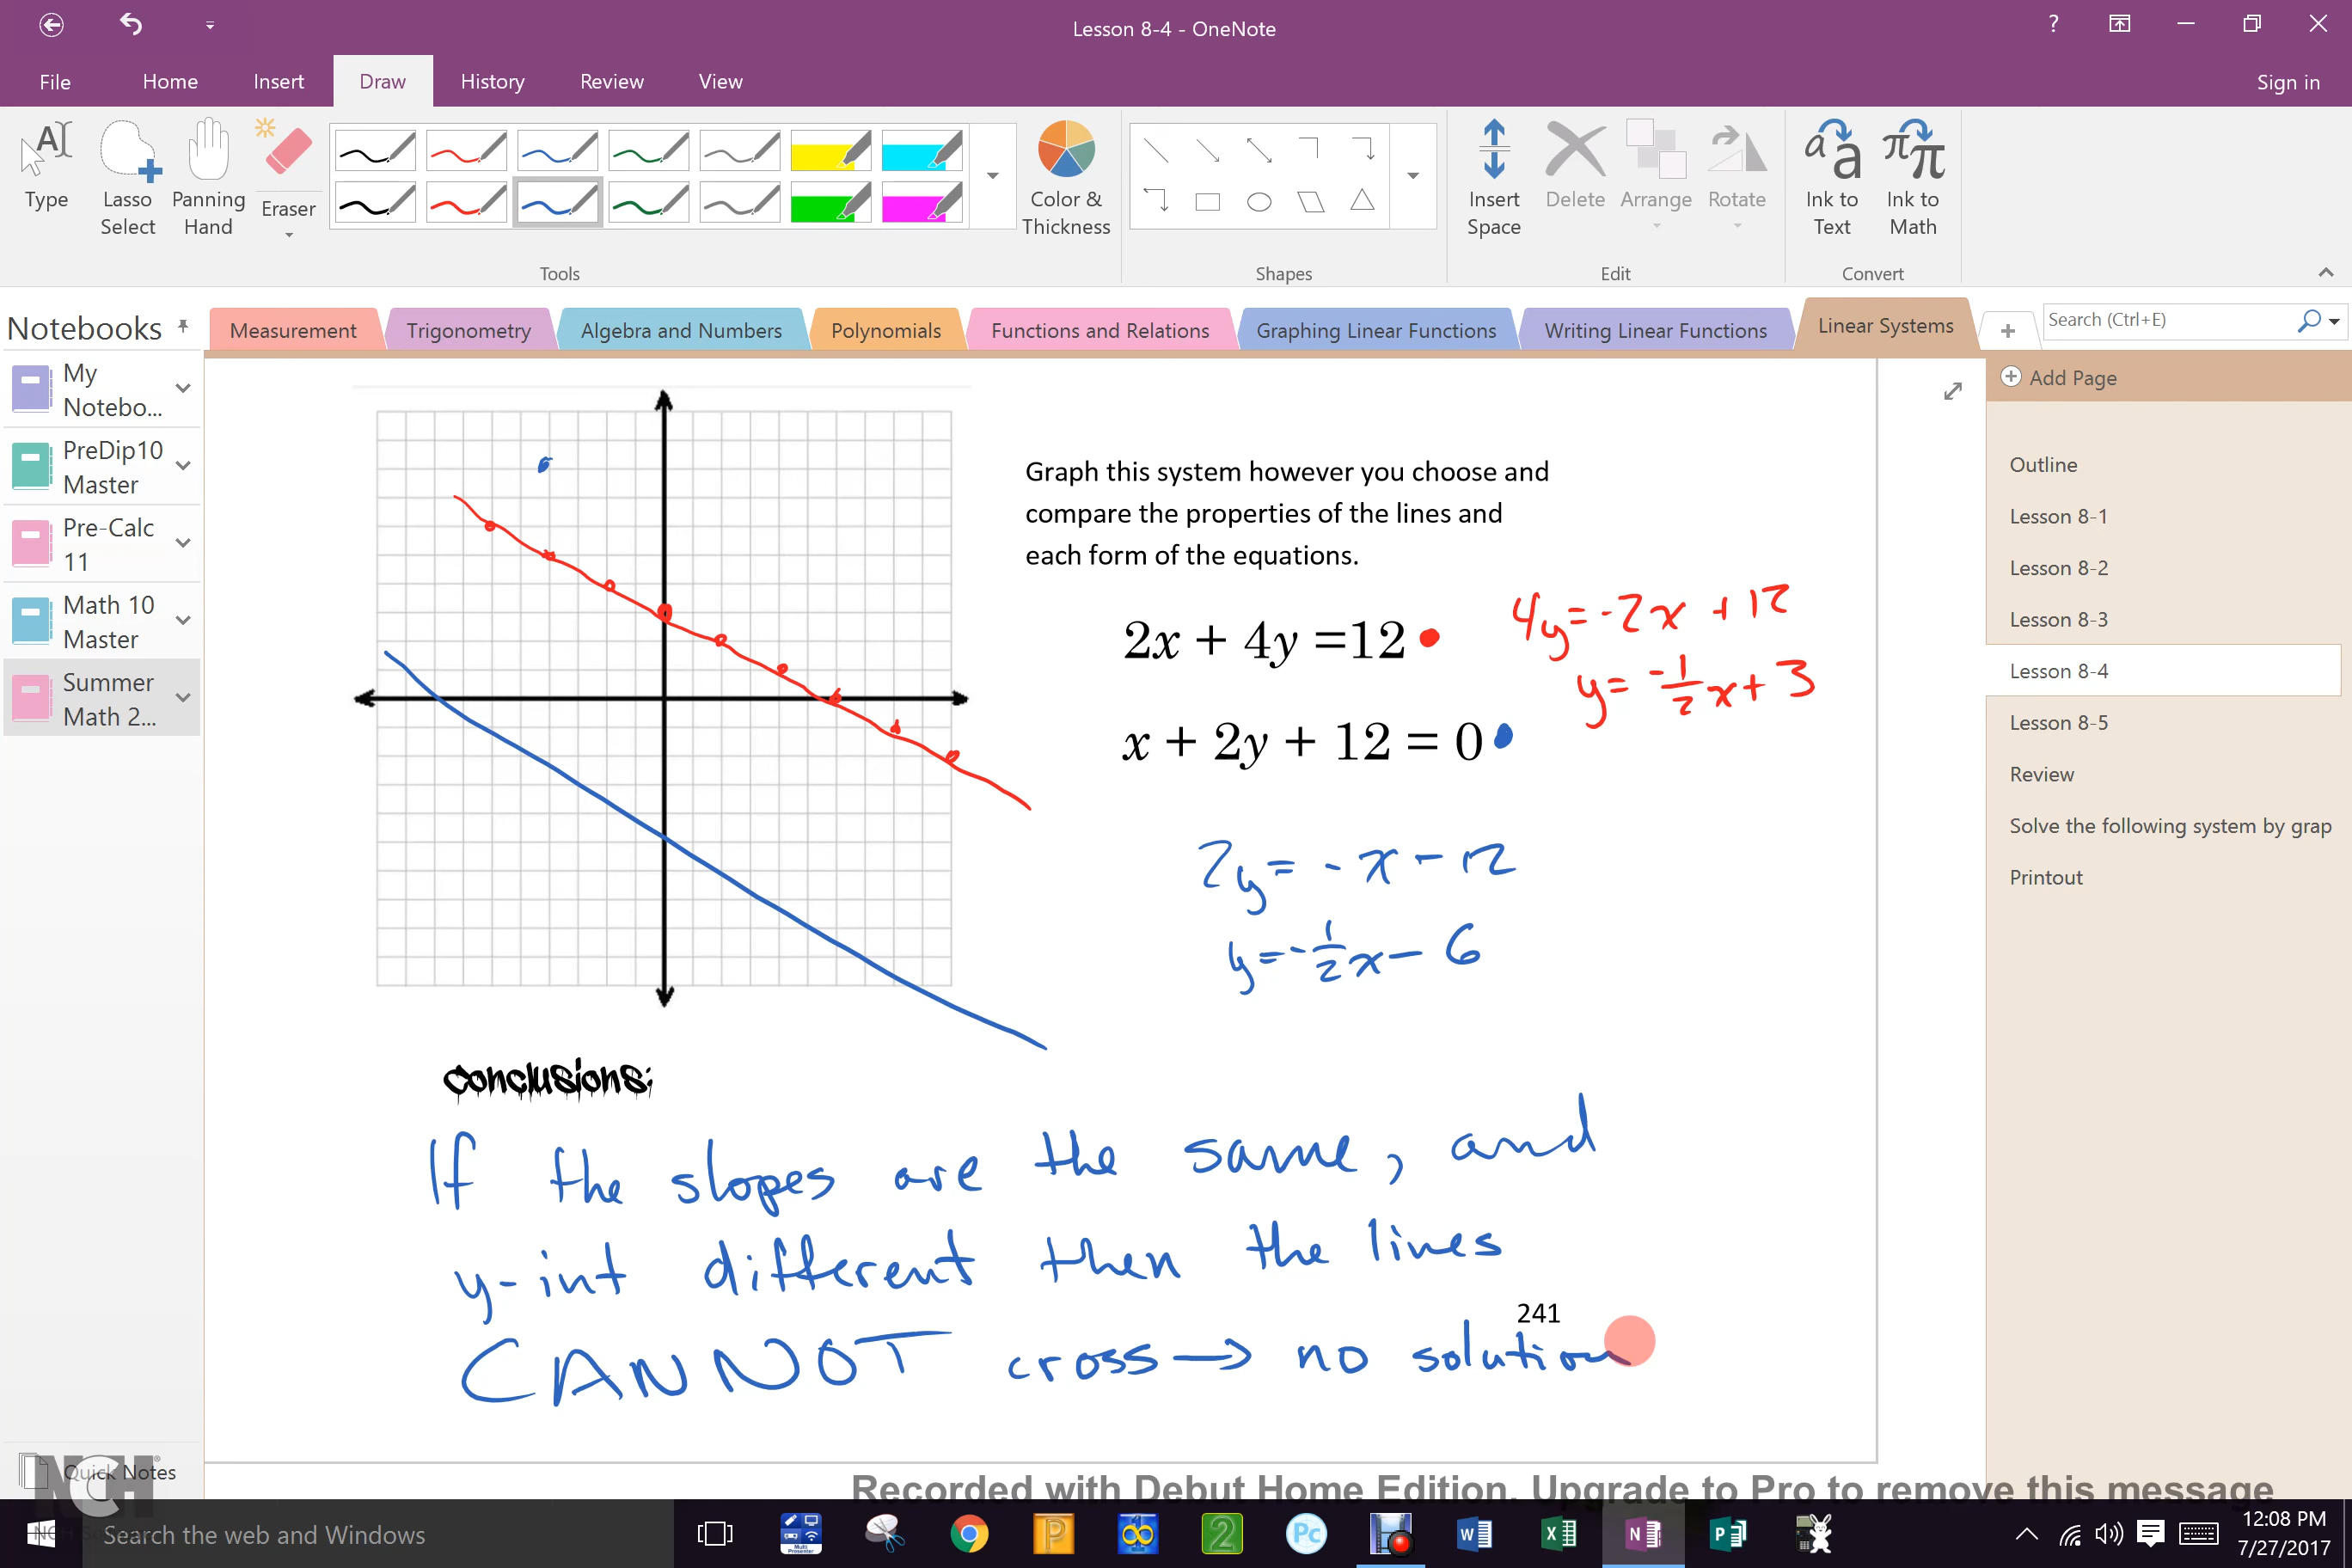 Lesson 8-4 - OneNote
?
File Home Insert Draw History Review View Sign in
Type
Lasso Select
Panning Hand
Eraser
Color & Thickness
Insert Space
Delete
Arrange
Rotate
Ink to Text
Ink to Math
Tools Shapes Edit Convert
Notebooks
Measurement Trigonometry Algebra and Numbers Polynomials Functions and Relations Graphing Linear Functions Writing Linear Functions Linear Systems +
Search (Ctrl+E)
My
Notebo...
PreDip10
Master
Pre-Calc
11
Math 10
Master
Summer
Math 2...
Quick Notes
Add Page
Outline
Lesson 8-1
Lesson 8-2
Lesson 8-3
Lesson 8-4
Lesson 8-5
Review
Solve the following system by grap
Printout
Graph this system however you choose and
compare the properties of the lines and
each form of the equations.
2x + 4y =12
4y = -2x + 12
y = -1/2 x + 3
x + 2y + 12 = 0
2y = -x - 12
y = -1/2 x - 6
Conclusions:
If the slopes are the same, and
y-int different then the lines
241
CANNOT cross → no solution
Recorded with Debut Home Edition. Upgrade to Pro to remove this message
NCH
Search the web and Windows
12:08 PM
7/27/2017